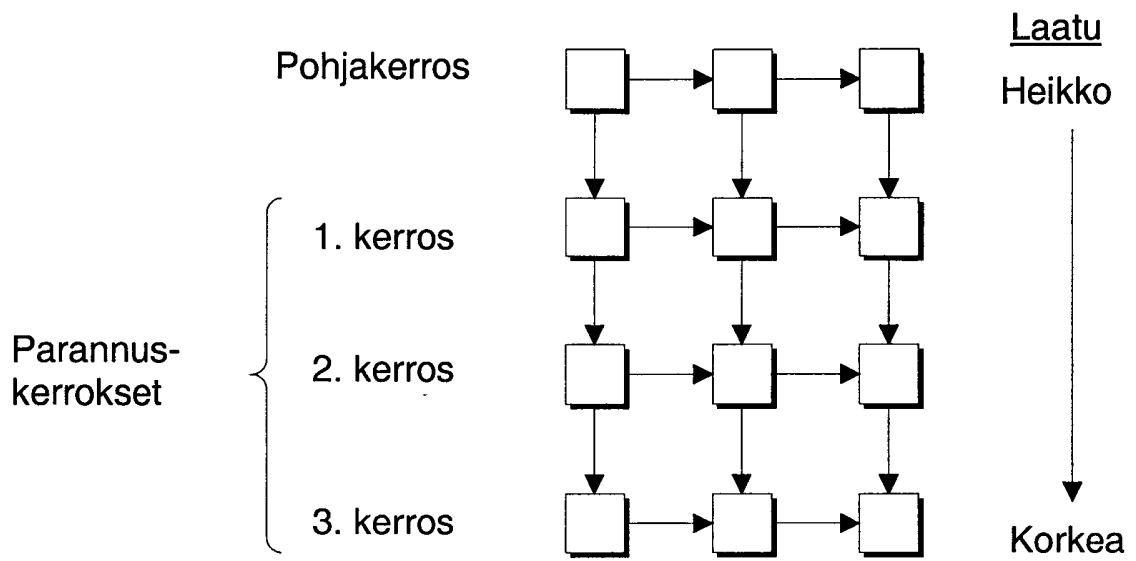 Laatu
Pohjakerros
Heikko
1. kerros
Parannus-
kerrokset
2. kerros
3. kerros
Korkea